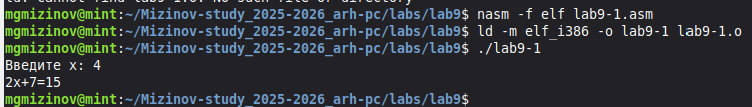 ld: cannot find lab9-1.o: No such file or directory
mgmizinov@mint:~/Mizinov-study_2025-2026_arh-pc/labs/lab9$ nasm -f elf lab9-1.asm
mgmizinov@mint:~/Mizinov-study_2025-2026_arh-pc/labs/lab9$ ld -m elf_i386 -o lab9-1 lab9-1.o
mgmizinov@mint:~/Mizinov-study_2025-2026_arh-pc/labs/lab9$ ./lab9-1
Введите x: 4
2x+7=15
mgmizinov@mint:~/Mizinov-study_2025-2026_arh-pc/labs/lab9$